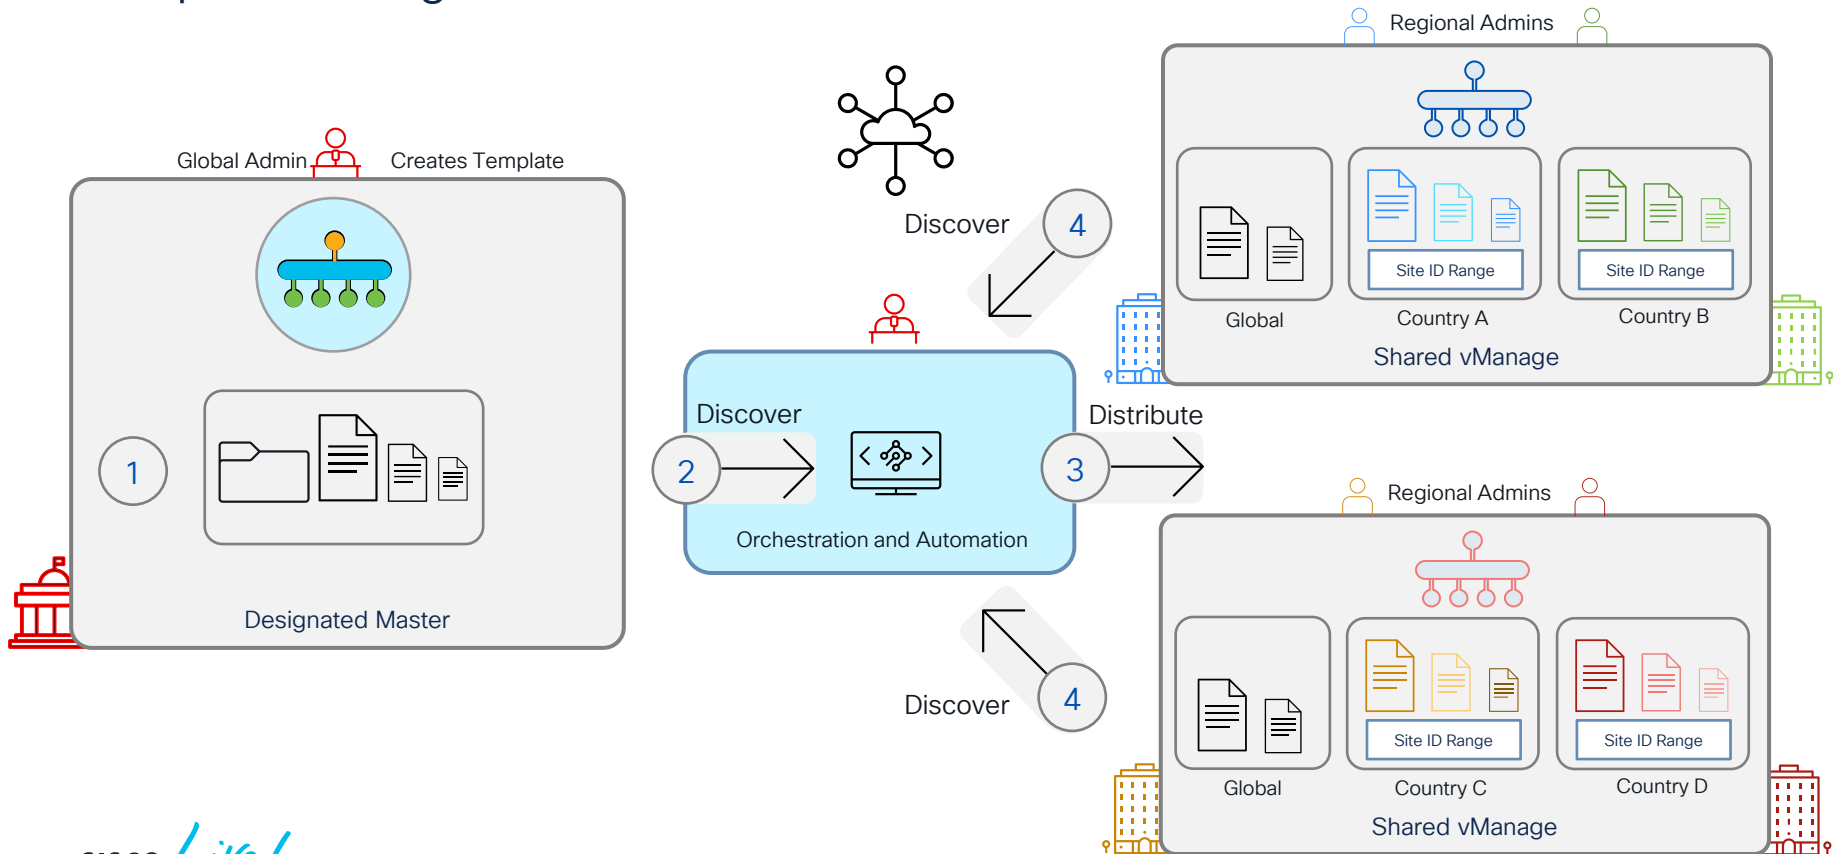 Regional Admins
Global Admin
Creates Template
Discover
4
Site ID Range
Site ID Range
Global
Country A
Country B
Shared vManage
Discover
Distribute
1
2
3
Orchestration and Automation
Designated Master
Regional Admins
Discover
4
Site ID Range
Site ID Range
Global
Country C
Country D
Shared vManage